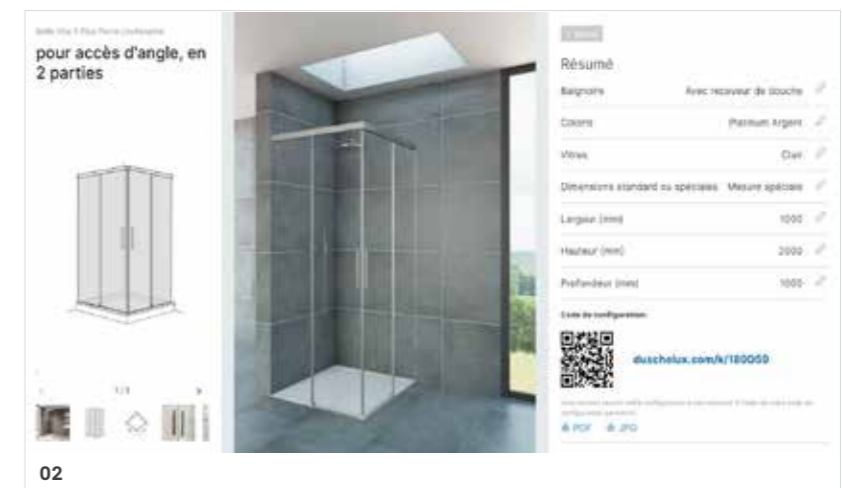 pour accès d'angle, en
2 parties
1/3
Résumé
Baignoire Avec receveur de douche
Coloris Platinum Argent
Vitres Clair
Dimensions standard ou spéciales Mesure spéciale
Largeur (mm) 1000
Hauteur (mm) 2000
Profondeur (mm) 1000
Code de configuration
duscholux.com/k/180059
PDF JPG
02